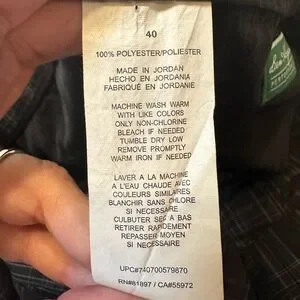 40
100% POLYESTER/POLIESTER
MADE IN JORDAN
HECHO EN JORDANIA
FABRIQUÉ EN JORDANIE
MACHINE WASH WARM
WITH LIKE COLORS
ONLY NON-CHLORINE
BLEACH IF NEEDED
TUMBLE DRY LOW
REMOVE PROMPTLY
WARM IRON IF NEEDED
LAVER A LA MACHINE
A L'EAU CHAUDE AVEC
COULEURS SIMILAIRES
BLANCHIR SANS CHLORE
SI NECESSAIRE
CULBUTER SEC A BAS
RETIRER RAPIDEMENT
REPASSER MOYEN
SI NECESSAIRE
UPC#740700579870
RN#81897 / CA#55972